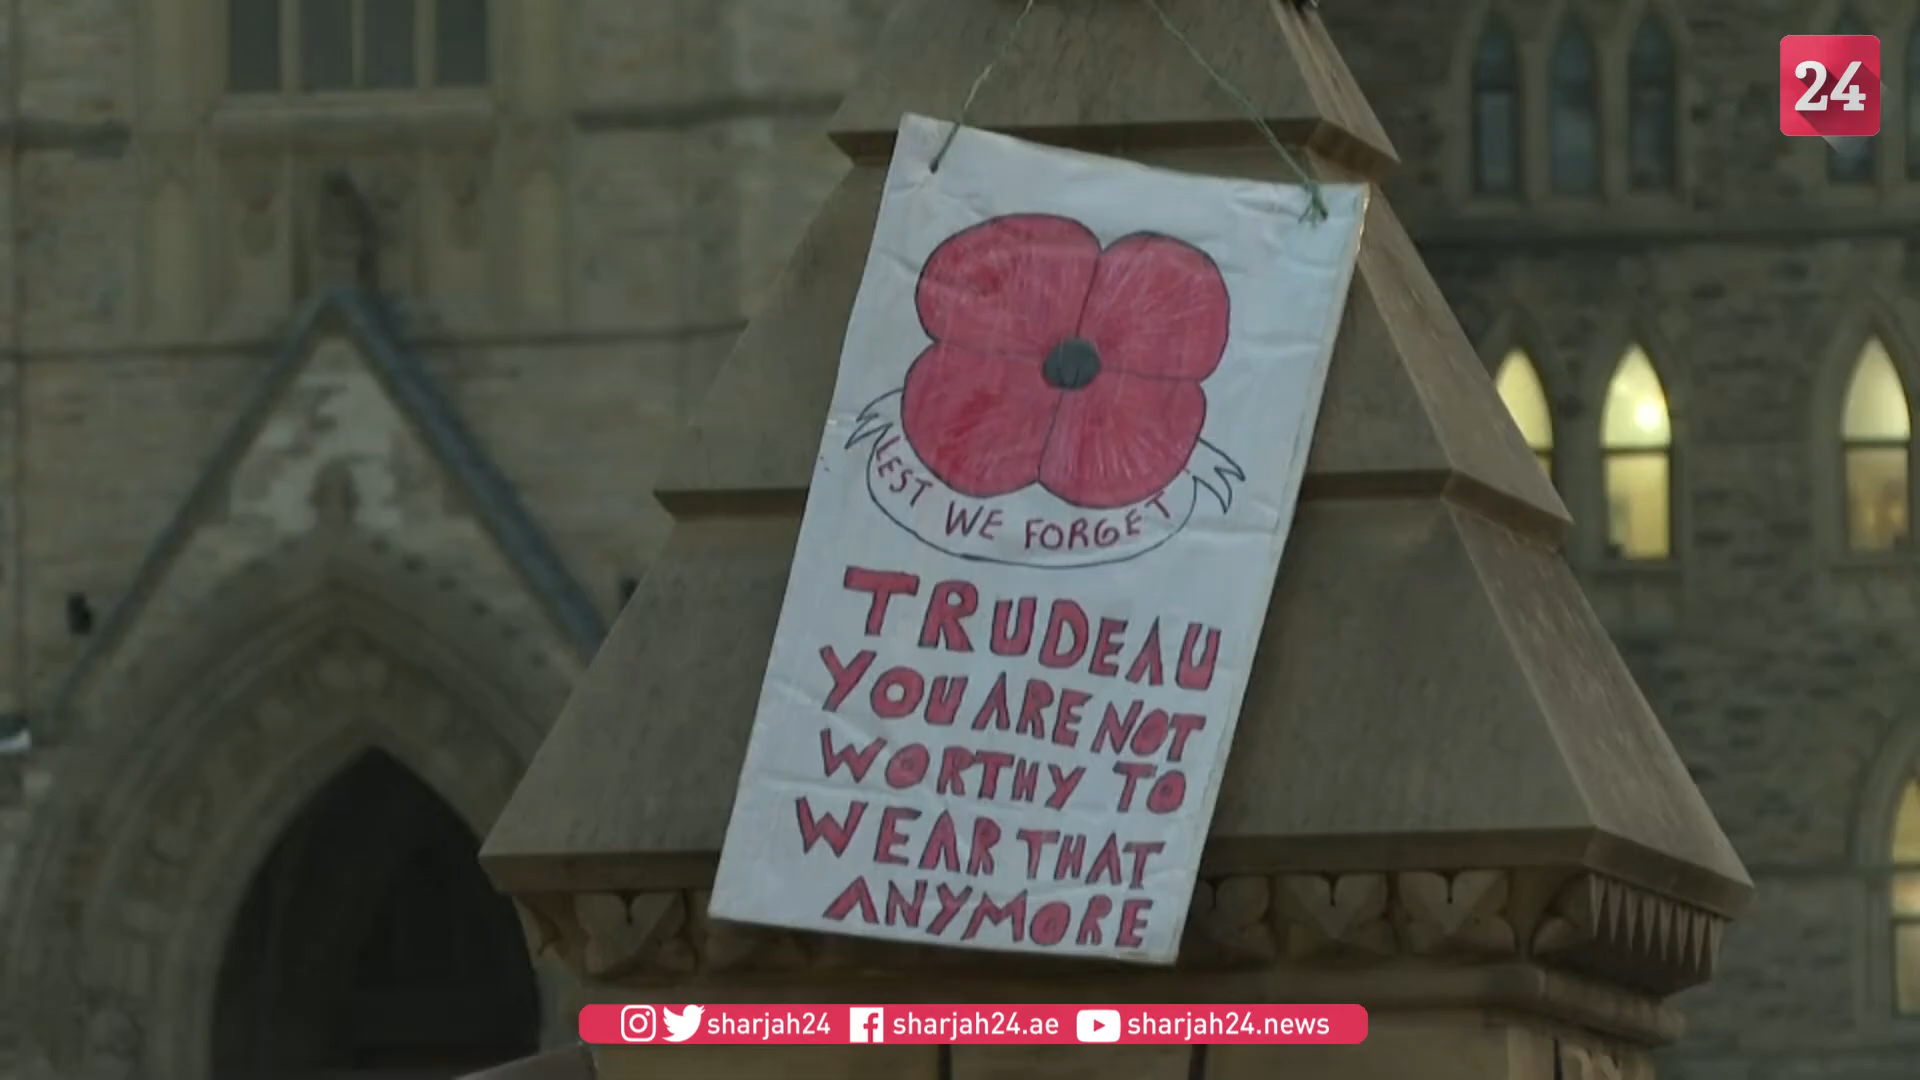 24
LEST WE FORGET
TRUDEAU
YOU ARE NOT
WORTHY TO
WEAR THAT
ANYMORE
sharjah24 sharjah24.ae sharjah24.news